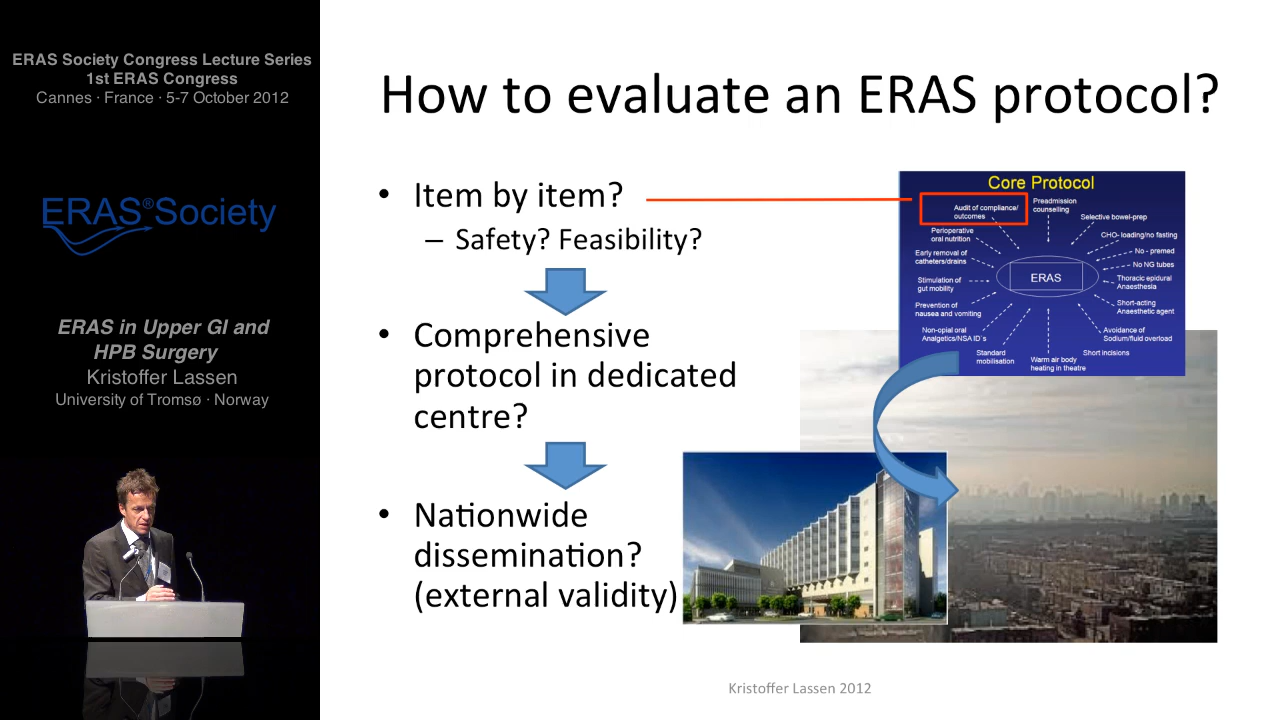 ERAS Society Congress Lecture Series
1st ERAS Congress
Cannes · France · 5-7 October 2012
ERAS®Society
ERAS in Upper GI and
HPB Surgery
Kristoffer Lassen
University of Tromsø · Norway
How to evaluate an ERAS protocol?
• Item by item?
– Safety? Feasibility?
• Comprehensive
protocol in dedicated
centre?
• Nationwide
dissemination?
(external validity)
Core Protocol
Audit of compliance/
outcomes
Preadmission
counselling
Selective bowel-prep
CHO- loading/no fasting
No - premed
No NG tubes
Thoracic epidural
Anaesthesia
Short-acting
Anaesthetic agent
Avoidance of
Sodium/fluid overload
Short incisions
Warm air body
heating in theatre
Standard
mobilisation
Non-opial oral
Analgetics/NSA ID`s
Prevention of
nausea and vomiting
Stimulation of
gut mobility
Early removal of
catheters/drains
Perioperative
oral nutrition
ERAS
Kristoffer Lassen 2012